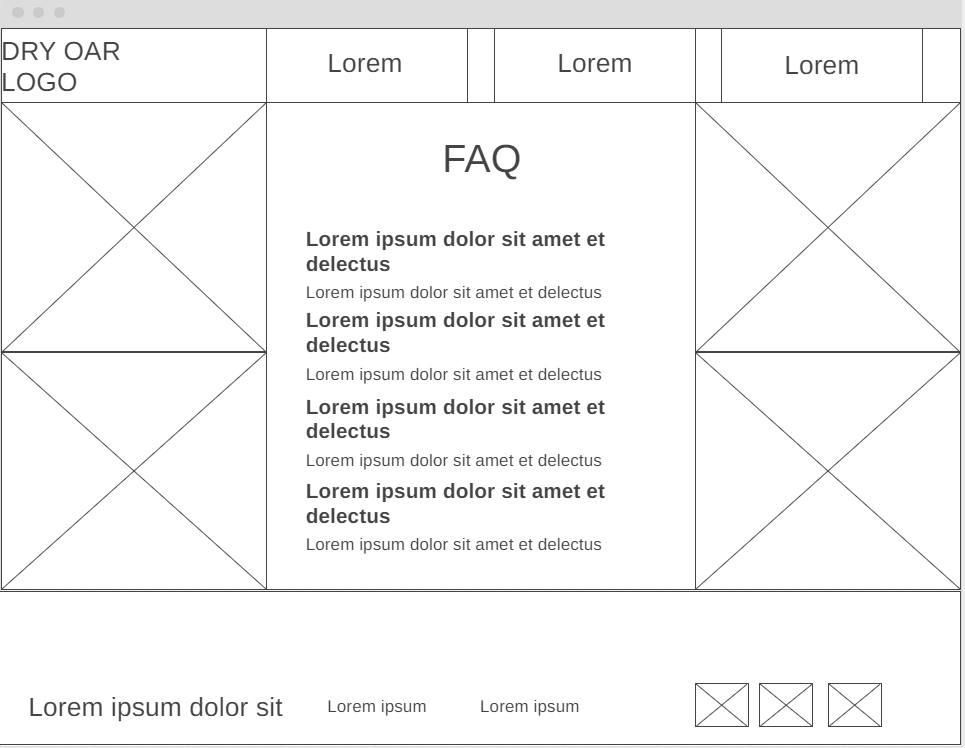 DRY OAR
LOGO
Lorem
Lorem
Lorem
FAQ
Lorem ipsum dolor sit amet et
delectus
Lorem ipsum dolor sit amet et delectus
Lorem ipsum dolor sit amet et
delectus
Lorem ipsum dolor sit amet et delectus
Lorem ipsum dolor sit amet et
delectus
Lorem ipsum dolor sit amet et delectus
Lorem ipsum dolor sit amet et
delectus
Lorem ipsum dolor sit amet et delectus
Lorem ipsum dolor sit
Lorem ipsum
Lorem ipsum